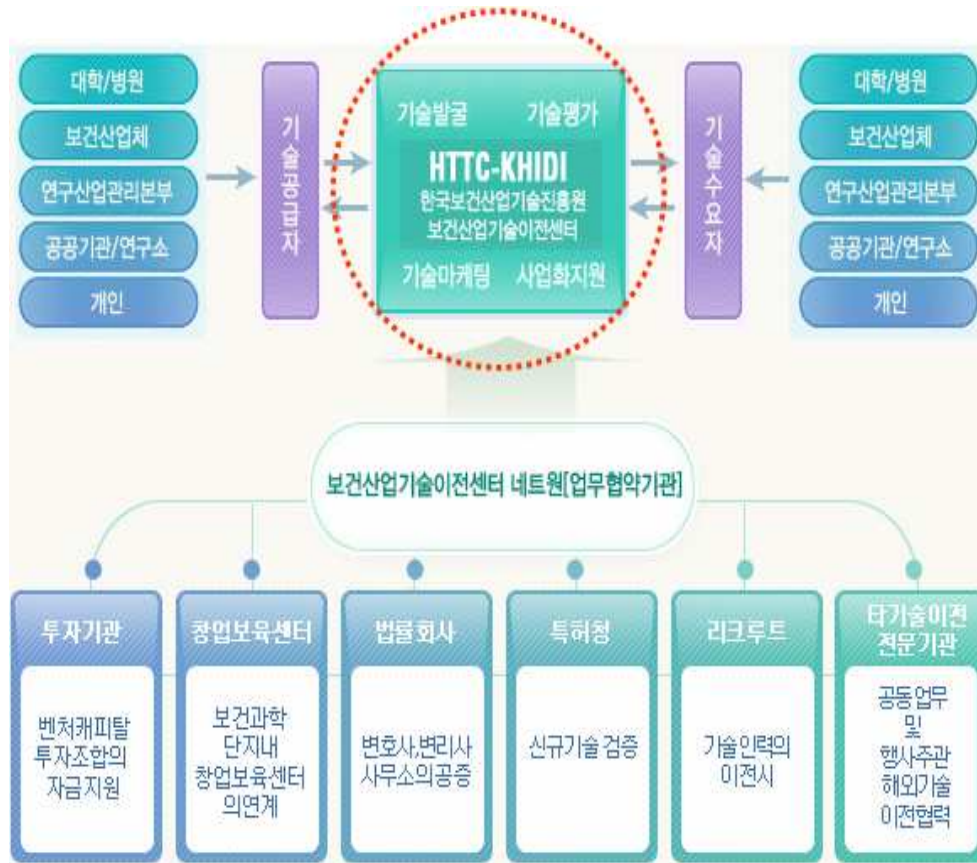 대학/병원
보건산업체
연구산업관리본부
공공기관/연구소
개인
기술공급자
기술발굴
기술평가
HTTC-KHIDI
한국보건산업기술진흥원
보건산업기술이전센터
기술마케팅
사업화지원
기술수요자
대학/병원
보건산업체
연구산업관리본부
공공기관/연구소
개인
보건산업기술이전센터 네트원[업무협약기관]
투자기관
벤처캐피탈
투자조합의
자금지원
창업보육센터
보건과학
단지내
창업보육센터
의연계
법률회사
변호사,변리사
사무소의공증
특허청
신규기술 검증
리크루트
기술인력의
이전시
타기술이전
전문기관
공동업무
및
행사주관
해외기술
이전협력